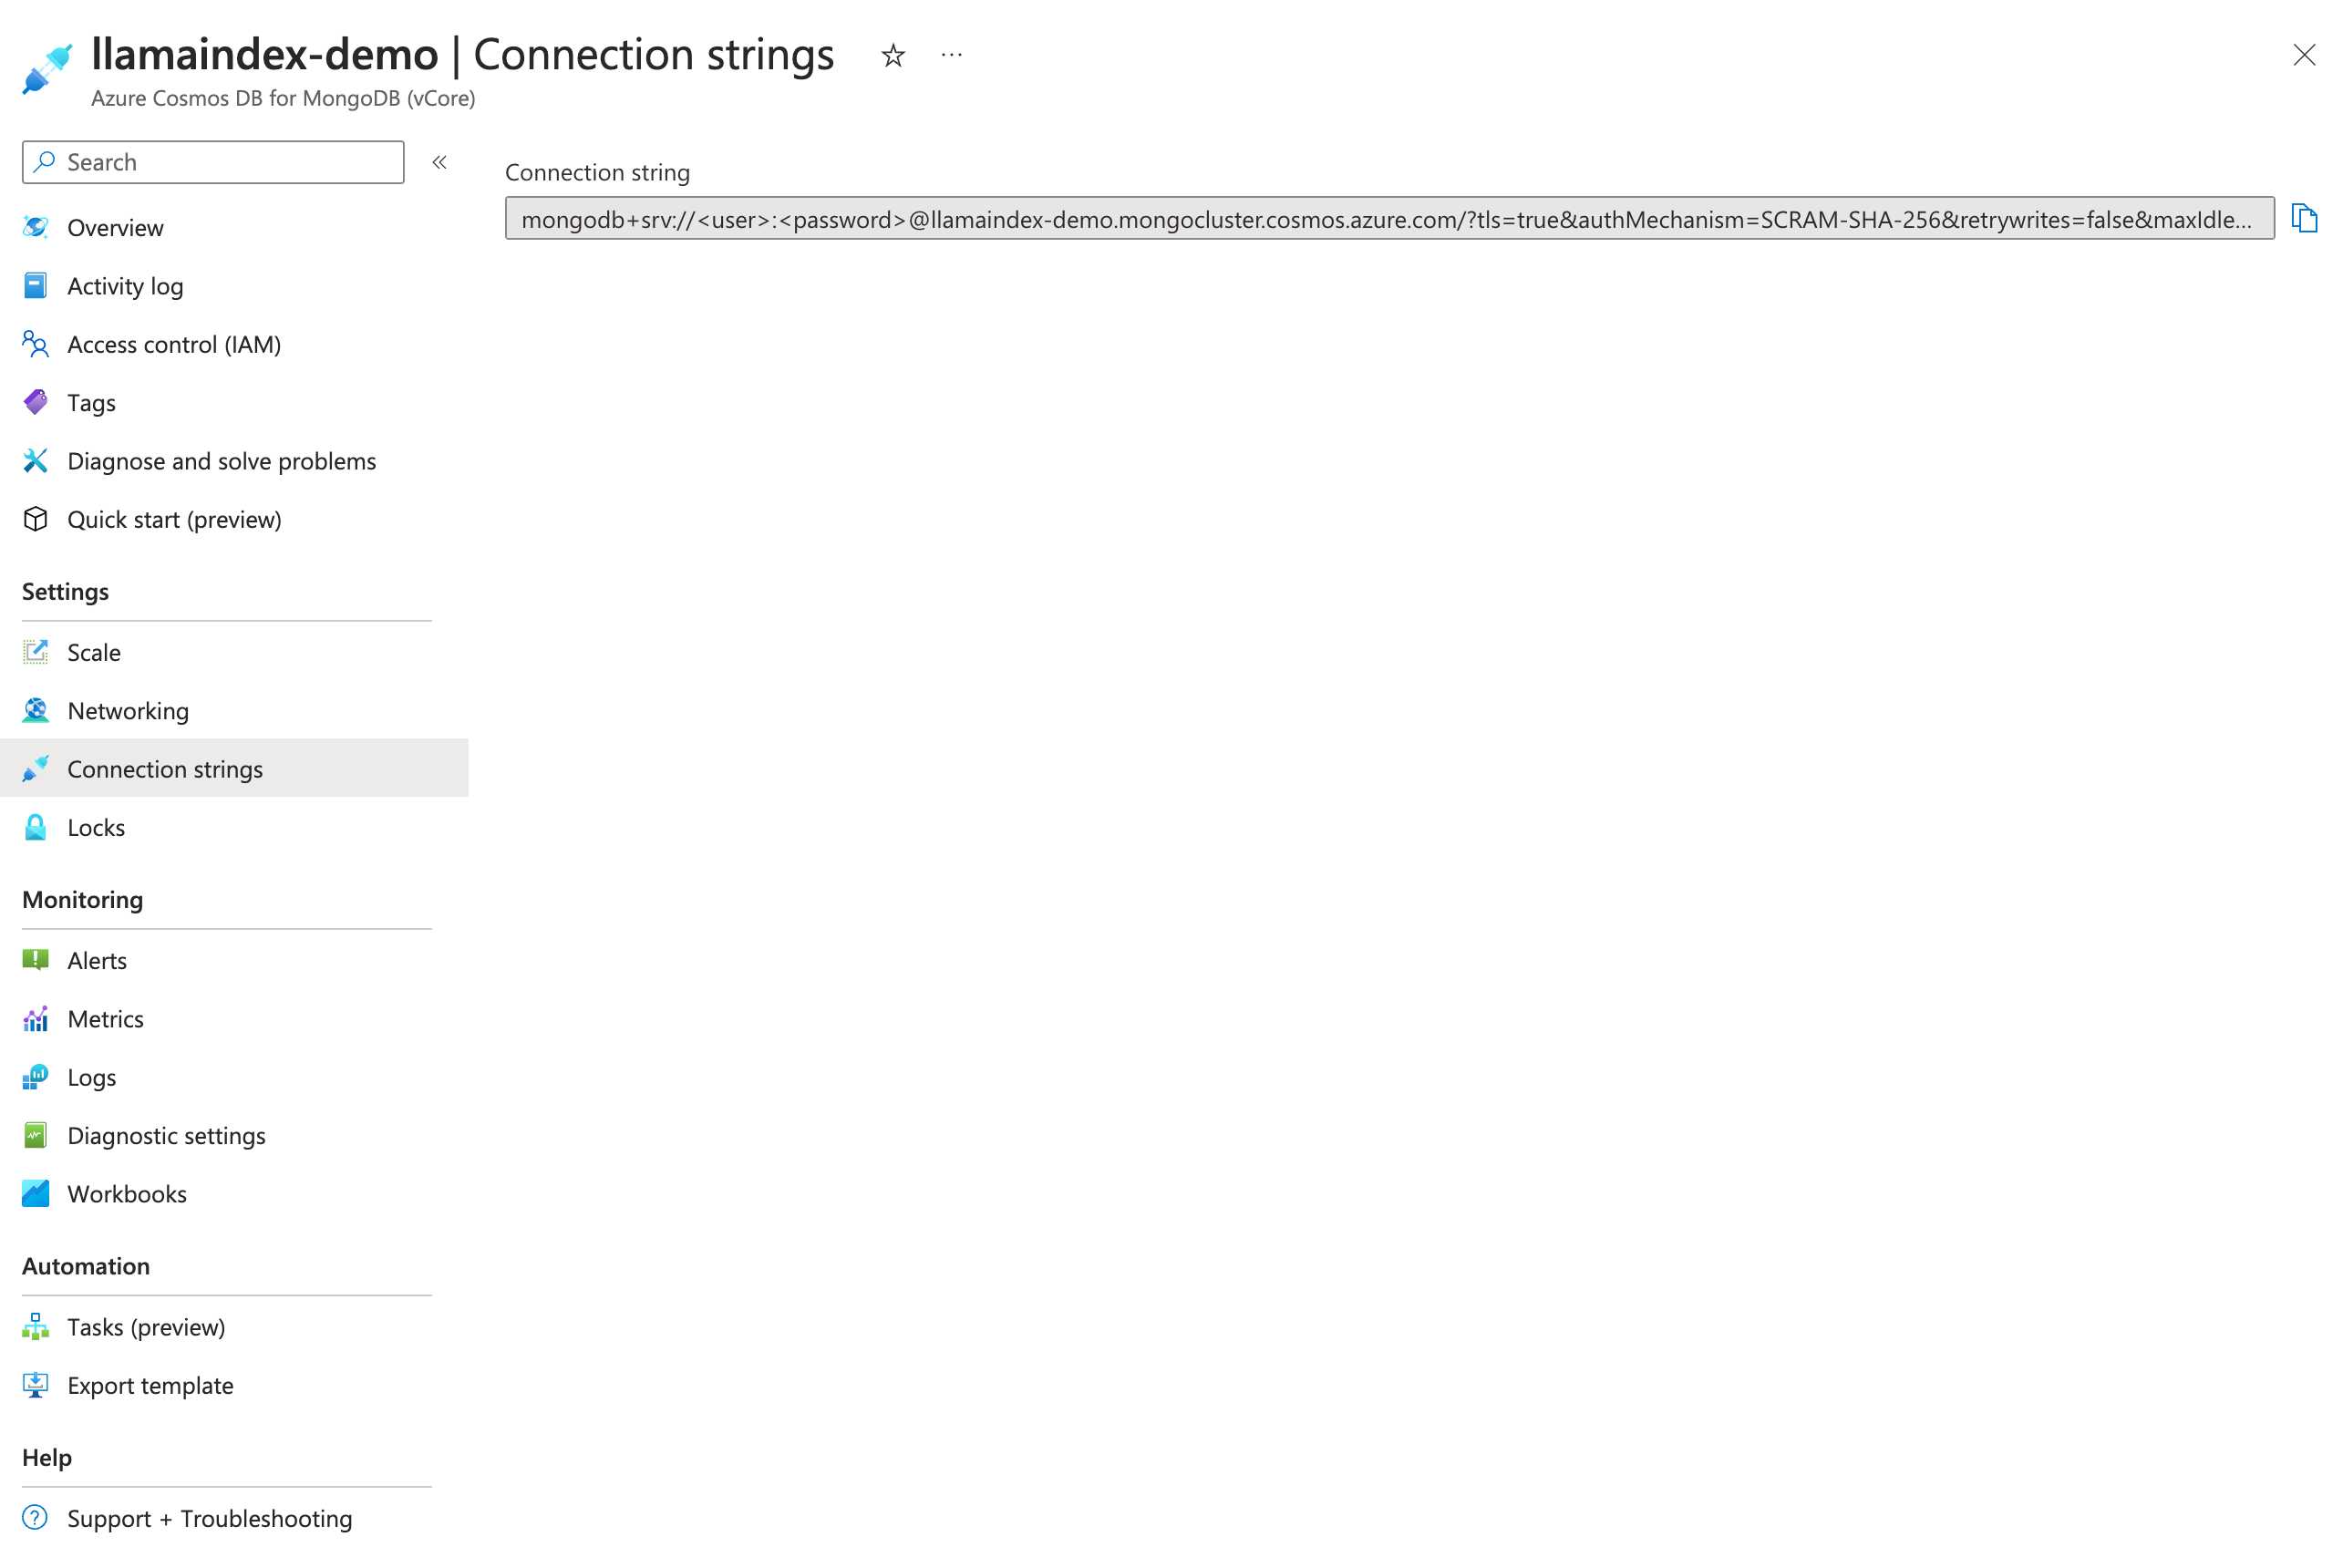 llamaindex-demo | Connection strings
Azure Cosmos DB for MongoDB (vCore)
Search
Connection string
mongodb+srv://<user>:<password>@llamaindex-demo.mongocluster.cosmos.azure.com/?tls=true&authMechanism=SCRAM-SHA-256&retrywrites=false&maxIdle...
Overview
Activity log
Access control (IAM)
Tags
Diagnose and solve problems
Quick start (preview)
Settings
Scale
Networking
Connection strings
Locks
Monitoring
Alerts
Metrics
Logs
Diagnostic settings
Workbooks
Automation
Tasks (preview)
Export template
Help
Support + Troubleshooting